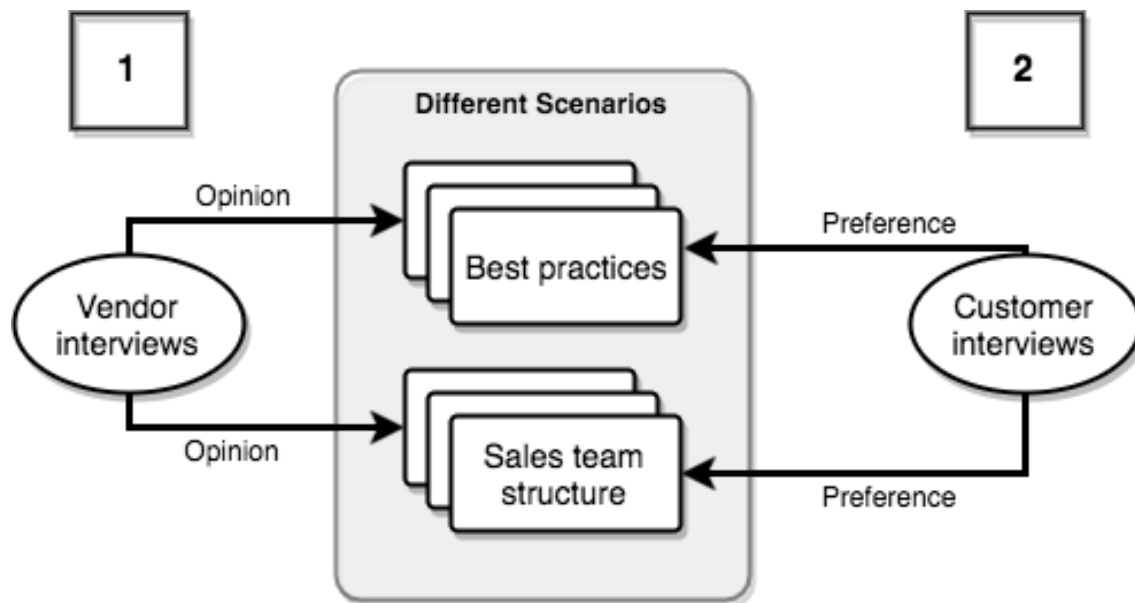 1
2
Different Scenarios
Opinion
Preference
Best practices
Vendor
interviews
Customer
interviews
Opinion
Sales team
structure
Preference